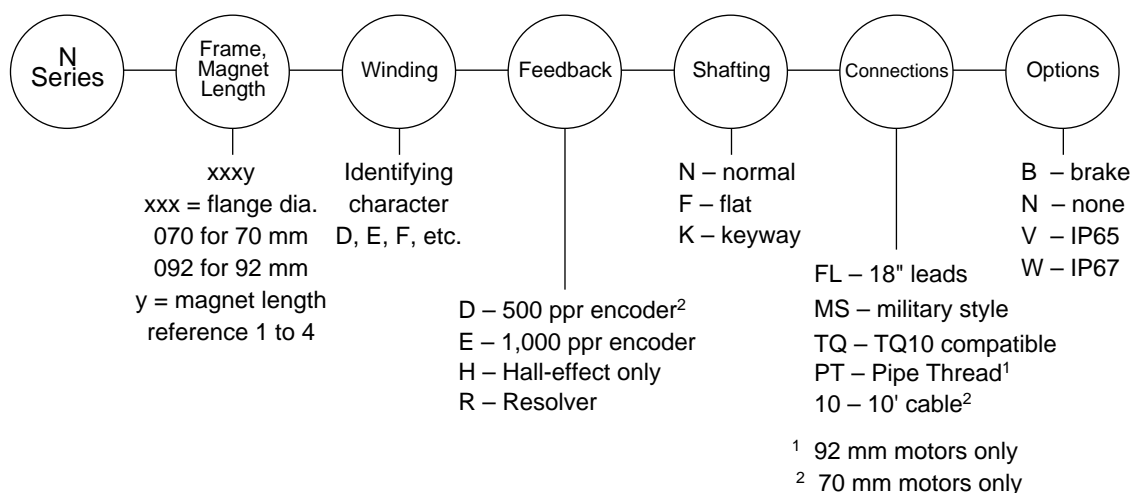 N
Series
Frame,
Magnet
Length
Winding
Feedback
Shafting
Connections
Options
xxxy
xxx = flange dia.
070 for 70 mm
092 for 92 mm
y = magnet length
reference 1 to 4
Identifying
character
D, E, F, etc.
D – 500 ppr encoder²
E – 1,000 ppr encoder
H – Hall-effect only
R – Resolver
N – normal
F – flat
K – keyway
FL – 18" leads
MS – military style
TQ – TQ10 compatible
PT – Pipe Thread¹
10 – 10' cable²
B – brake
N – none
V – IP65
W – IP67
¹ 92 mm motors only
² 70 mm motors only